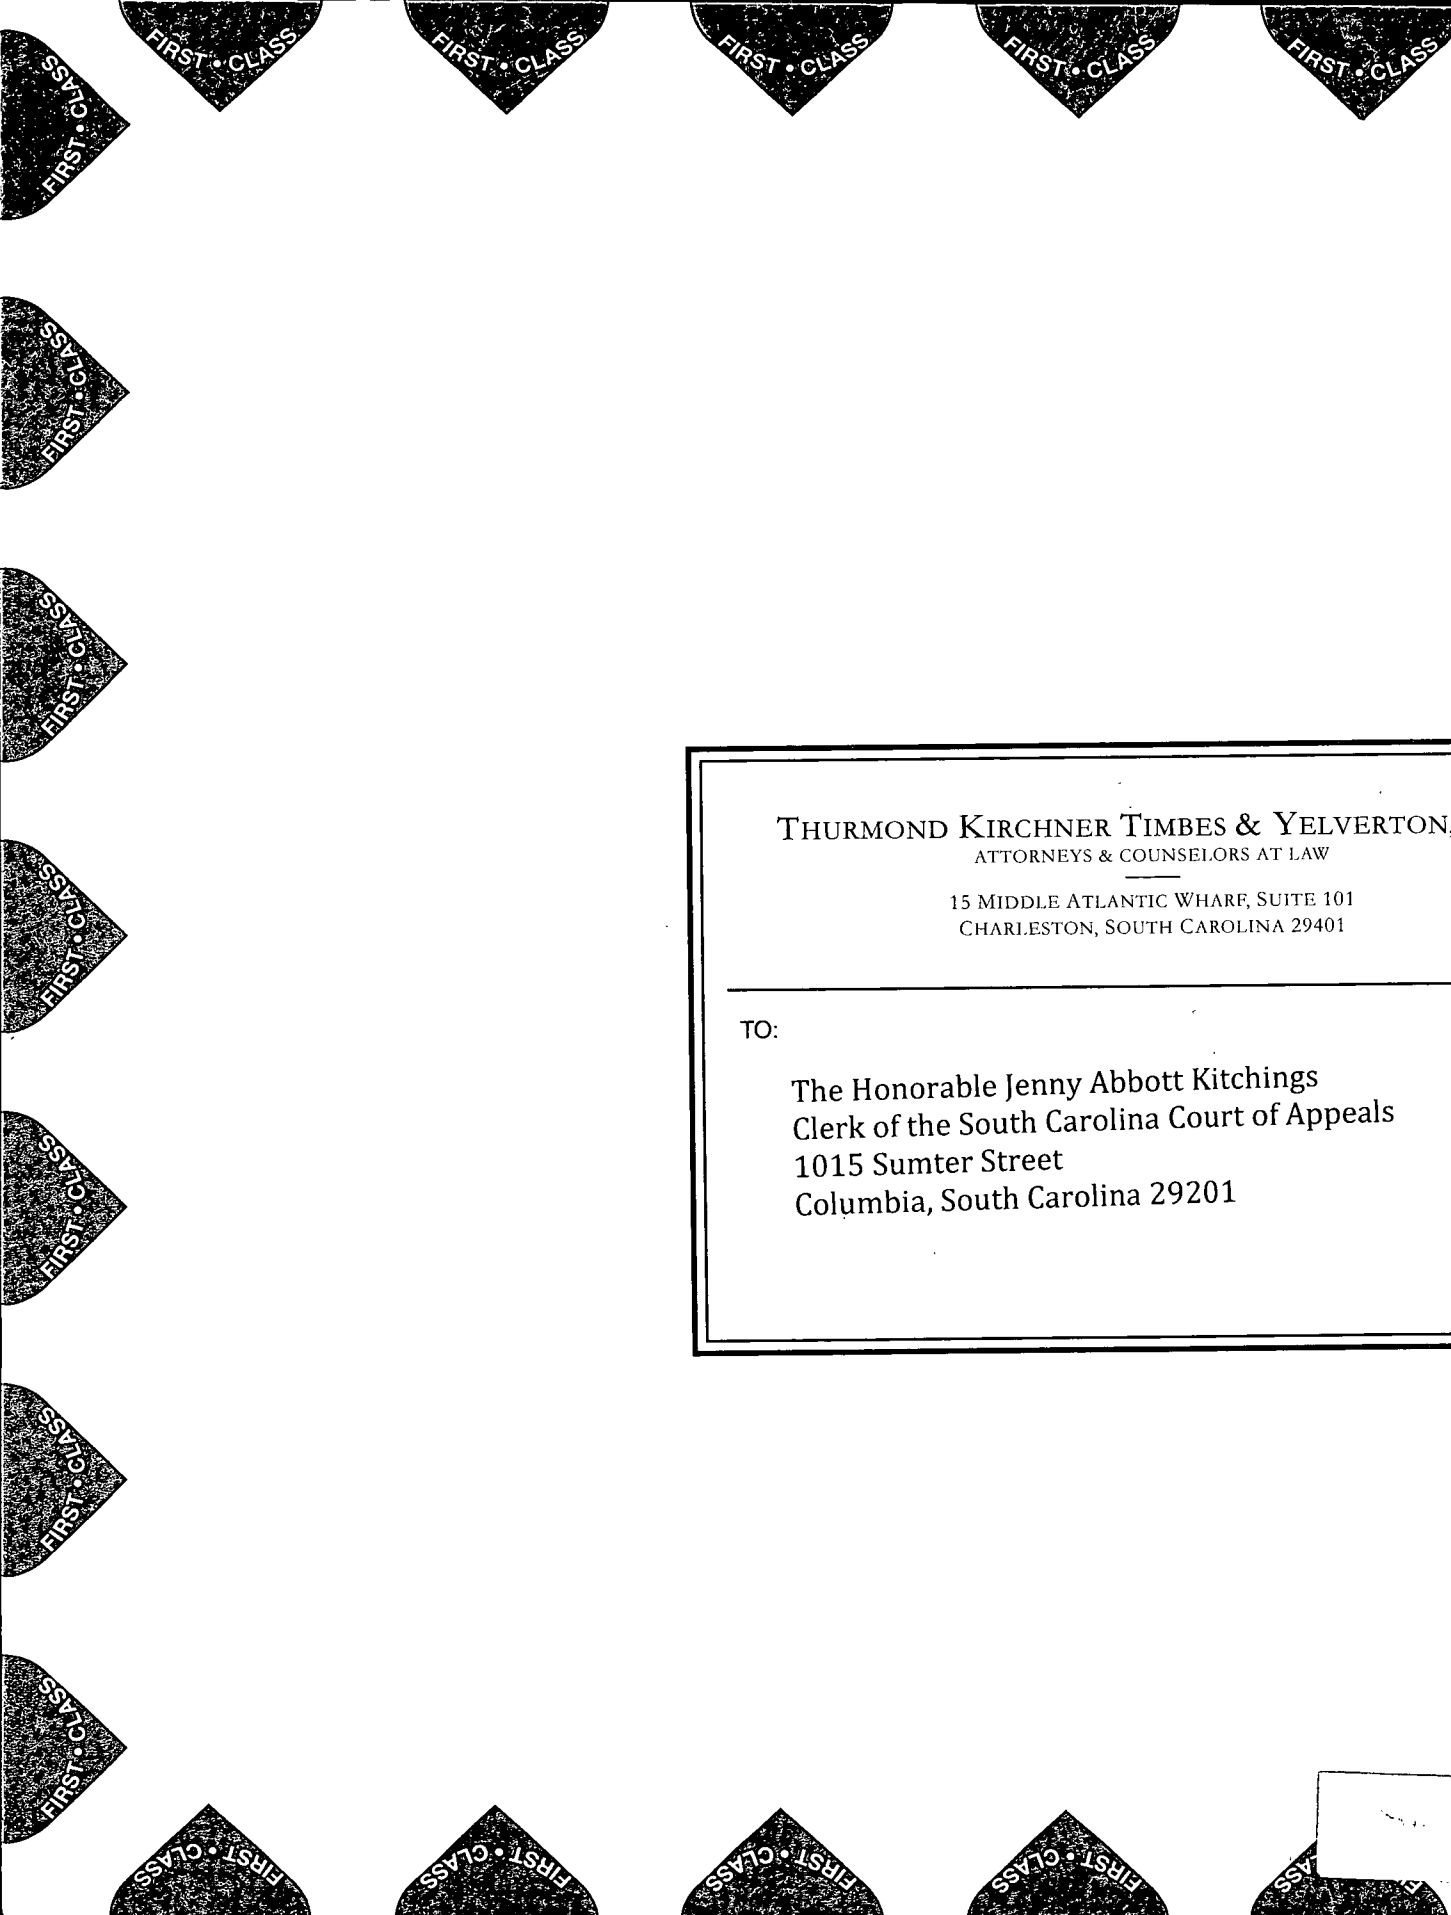 FIRST • CLASS
FIRST • CLASS
FIRST • CLASS
FIRST • CLASS
FIRST • CLASS
FIRST • CLASS
FIRST • CLASS
FIRST • CLASS
FIRST • CLASS
FIRST • CLASS
FIRST • CLASS
FIRST • CLASS
THURMOND KIRCHNER TIMBES & YELVERTON,
ATTORNEYS & COUNSELORS AT LAW
15 MIDDLE ATLANTIC WHARF, SUITE 101
CHARLESTON, SOUTH CAROLINA 29401
TO:
The Honorable Jenny Abbott Kitchings
Clerk of the South Carolina Court of Appeals
1015 Sumter Street
Columbia, South Carolina 29201
FIRST • CLASS
FIRST • CLASS
FIRST • CLASS
FIRST • CLASS